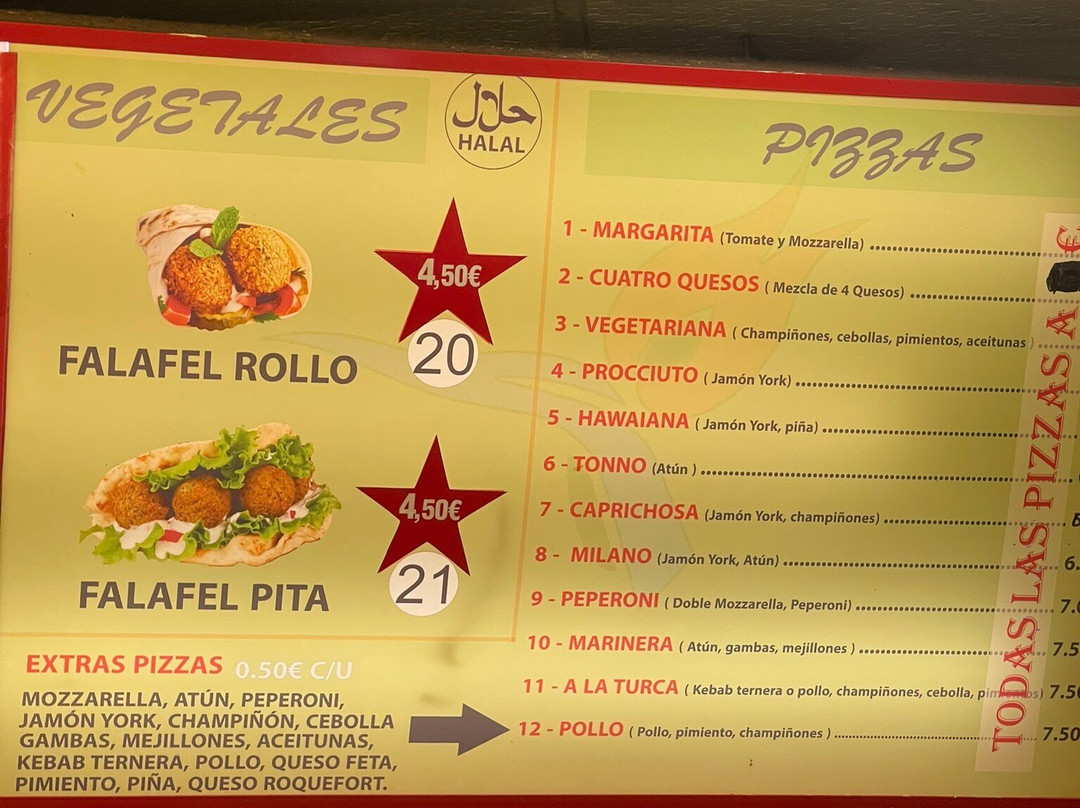 VEGETALES
حلال
HALAL
4,50€
20
FALAFEL ROLLO
4,50€
21
FALAFEL PITA
EXTRAS PIZZAS 0.50€ C/U
MOZZARELLA, ATÚN, PEPERONI,
JAMÓN YORK, CHAMPIÑÓN, CEBOLLA
GAMBAS, MEJILLONES, ACEITUNAS,
KEBAB TERNERA, POLLO, QUESO FETA,
PIMIENTO, PIÑA, QUESO ROQUEFORT.
PIZZAS
1 - MARGARITA (Tomate y Mozzarella)
2 - CUATRO QUESOS ( Mezcla de 4 Quesos)
3 - VEGETARIANA ( Champiñones, cebollas, pimientos, aceitunas )
4 - PROCCIUTO ( Jamón York)
5 - HAWAIANA ( Jamón York, piña)
6 - TONNO (Atún )
7 - CAPRICHOSA (Jamón York, champiñones)
8 - MILANO (Jamón York, Atún)
9 - PEPERONI ( Doble Mozzarella, Peperoni)
10 - MARINERA ( Atún, gambas, mejillones )
11 - A LA TURCA ( Kebab ternera o pollo, champiñones, cebolla, pimientos) 7.50
12 - POLLO ( Pollo, pimiento, champiñones ) 7.50
TODAS LAS PIZZAS A €